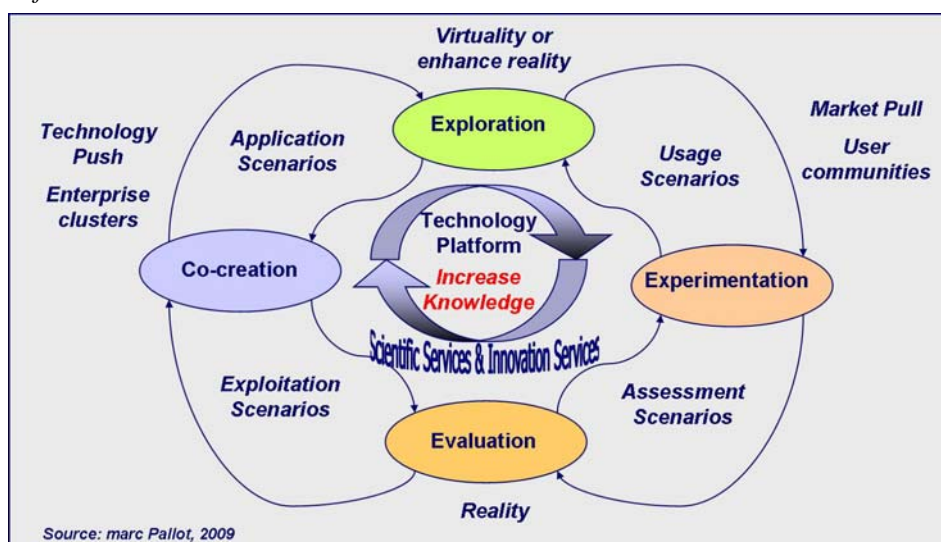 Virtuality or
enhance reality
Technology
Push
Enterprise
clusters
Application
Scenarios
Exploration
Usage
Scenarios
Market Pull
User
communities
Technology
Platform
Increase
Knowledge
Co-creation
Experimentation
Scientific Services & Innovation Services
Exploitation
Scenarios
Assessment
Scenarios
Evaluation
Reality
Source: marc Pallot, 2009